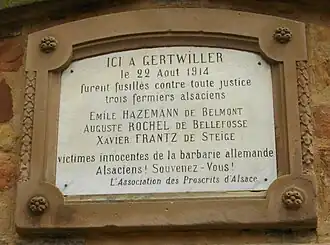 ICI A GERTWILLER
le 22 Aout 1914
furent fusillés contre toute justice
trois fermiers alsaciens
EMILE HAZEMANN DE BELMONT
AUGUSTE ROCHEL DE BELLEFOSSE
XAVIER FRANTZ DE STEIGE
victimes innocentes de la barbarie allemande
Alsaciens! Souvenez-Vous!
L'Association des Proscrits d'Alsace